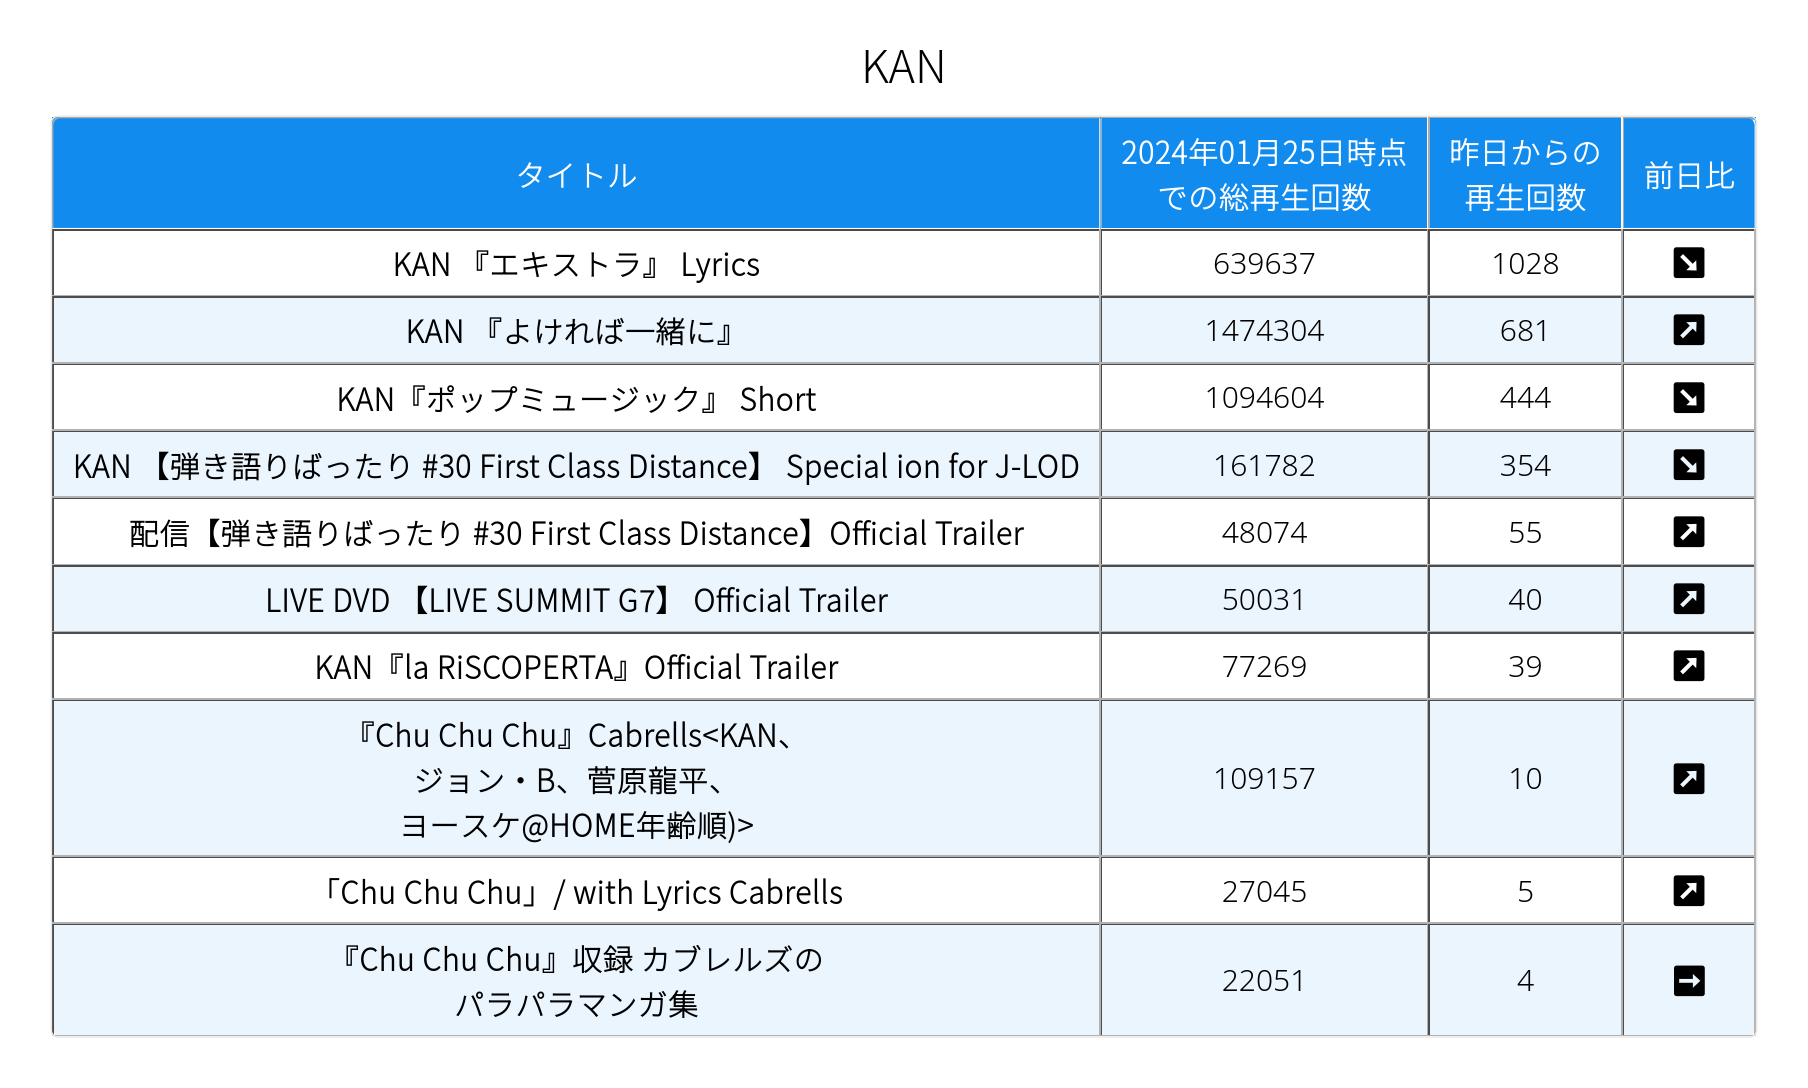 KAN
タイトル
2024年01月25日時点
での総再生回数
昨日からの
再生回数
前日比
KAN 『エキストラ』 Lyrics 639637 1028
KAN 『よければ一緒に』 1474304 681
KAN『ポップミュージック』 Short 1094604 444
KAN 【弾き語りばったり #30 First Class Distance】 Special ion for J-LOD 161782 354
配信【弾き語りばったり #30 First Class Distance】Official Trailer 48074 55
LIVE DVD 【LIVE SUMMIT G7】 Official Trailer 50031 40
KAN『la RiSCOPERTA』Official Trailer 77269 39
『Chu Chu Chu』Cabrells<KAN、
ジョン・B、菅原龍平、
ヨースケ@HOME年齢順)>
109157 10
「Chu Chu Chu」/ with Lyrics Cabrells 27045 5
『Chu Chu Chu』収録 カブレルズの
パラパラマンガ集
22051 4